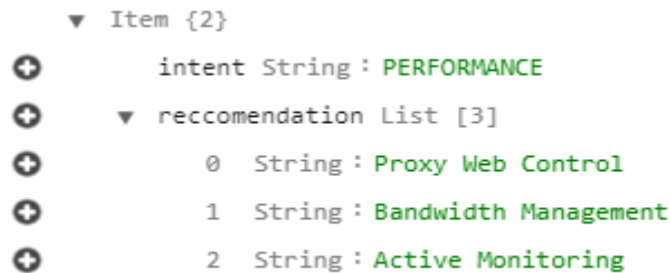 Item {2}
intent String : PERFORMANCE
reccomendation List [3]
0 String : Proxy Web Control
1 String : Bandwidth Management
2 String : Active Monitoring